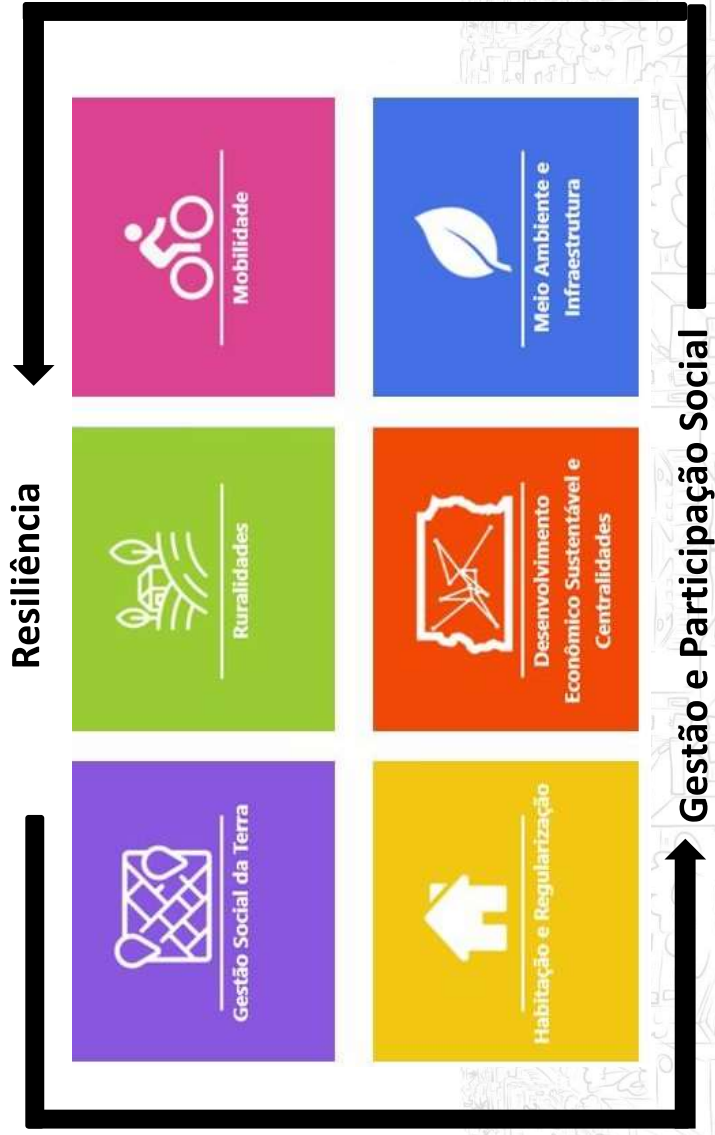 Resiliência
Gestão Social da Terra
Ruralidades
Mobilidade
Habitação e Regularização
Desenvolvimento
Econômico Sustentável e
Centralidades
Meio Ambiente e
Infraestrutura
Gestão e Participação Social